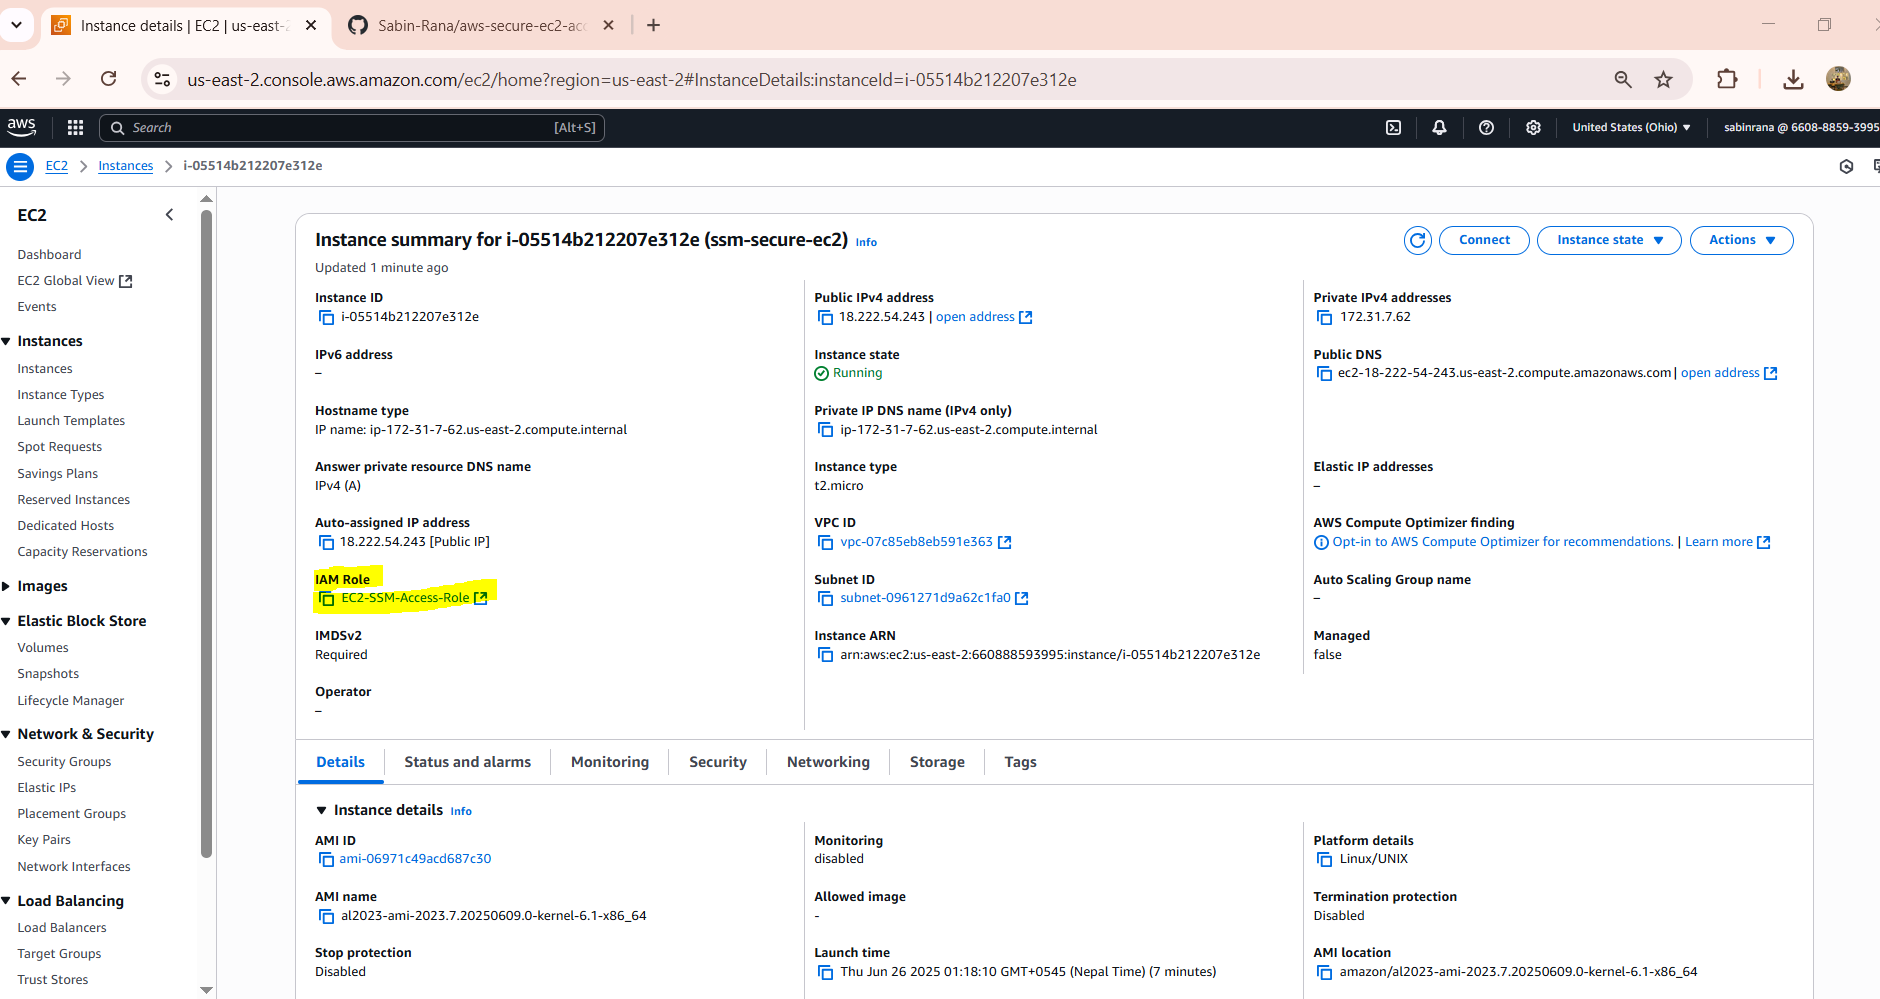 Instance details | EC2 | us-east-2
Sabin-Rana/aws-secure-ec2-acc
us-east-2.console.aws.amazon.com/ec2/home?region=us-east-2#InstanceDetails:instanceId=i-05514b212207e312e
aws
Search
[Alt+S]
United States (Ohio)
sabinrana @ 6608-8859-3995
EC2
Instances
i-05514b212207e312e
EC2
Dashboard
EC2 Global View
Events
Instances
Instances
Instance Types
Launch Templates
Spot Requests
Savings Plans
Reserved Instances
Dedicated Hosts
Capacity Reservations
Images
Elastic Block Store
Volumes
Snapshots
Lifecycle Manager
Network & Security
Security Groups
Elastic IPs
Placement Groups
Key Pairs
Network Interfaces
Load Balancing
Load Balancers
Target Groups
Trust Stores
Instance summary for i-05514b212207e312e (ssm-secure-ec2) Info
Updated 1 minute ago
Connect
Instance state
Actions
Instance ID
i-05514b212207e312e
Public IPv4 address
18.222.54.243 | open address
Private IPv4 addresses
172.31.7.62
IPv6 address
–
Instance state
Running
Public DNS
ec2-18-222-54-243.us-east-2.compute.amazonaws.com | open address
Hostname type
IP name: ip-172-31-7-62.us-east-2.compute.internal
Private IP DNS name (IPv4 only)
ip-172-31-7-62.us-east-2.compute.internal
Answer private resource DNS name
IPv4 (A)
Instance type
t2.micro
Elastic IP addresses
–
Auto-assigned IP address
18.222.54.243 [Public IP]
VPC ID
vpc-07c85eb8eb591e363
AWS Compute Optimizer finding
Opt-in to AWS Compute Optimizer for recommendations. | Learn more
IAM Role
EC2-SSM-Access-Role
Subnet ID
subnet-0961271d9a62c1fa0
Auto Scaling Group name
–
IMDSv2
Required
Instance ARN
arn:aws:ec2:us-east-2:660888593995:instance/i-05514b212207e312e
Managed
false
Operator
–
Details
Status and alarms
Monitoring
Security
Networking
Storage
Tags
Instance details Info
AMI ID
ami-06971c49acd687c30
Monitoring
disabled
Platform details
Linux/UNIX
AMI name
al2023-ami-2023.7.20250609.0-kernel-6.1-x86_64
Allowed image
-
Termination protection
Disabled
Stop protection
Disabled
Launch time
Thu Jun 26 2025 01:18:10 GMT+0545 (Nepal Time) (7 minutes)
AMI location
amazon/al2023-ami-2023.7.20250609.0-kernel-6.1-x86_64